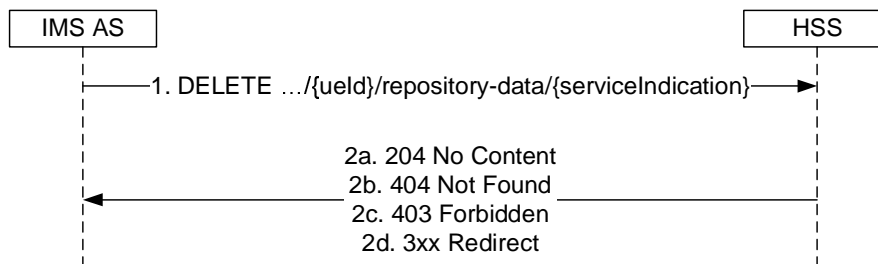 IMS AS
HSS
1. DELETE …/{ueId}/repository-data/{serviceIndication}
2a. 204 No Content
2b. 404 Not Found
2c. 403 Forbidden
2d. 3xx Redirect